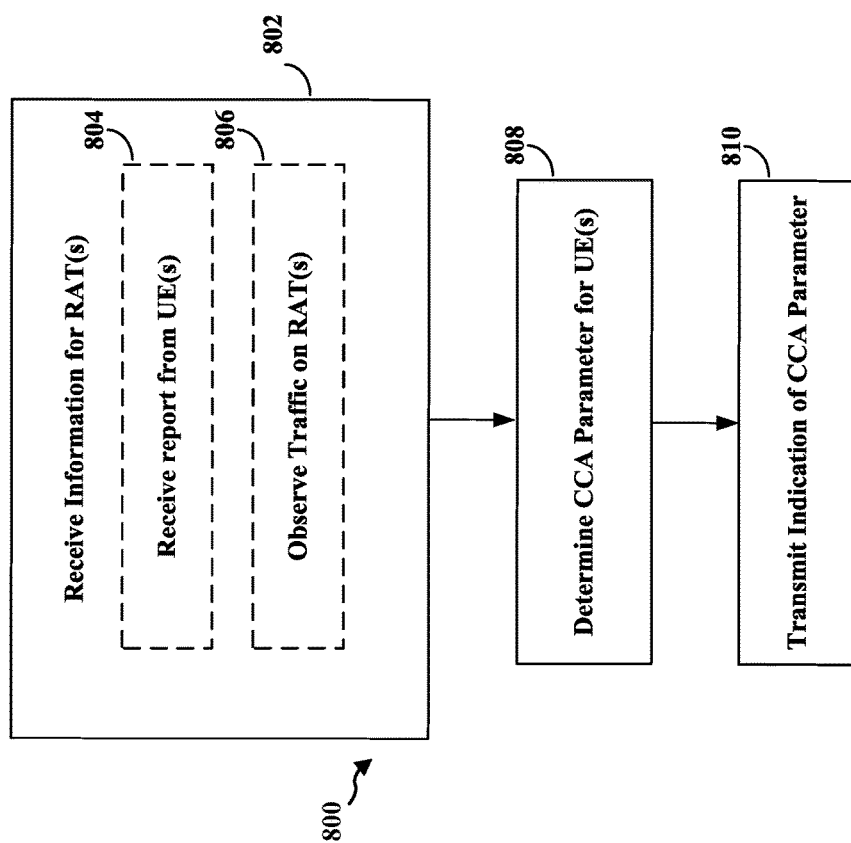 800
802
Receive Information for RAT(s)
804
Receive report from UE(s)
806
Observe Traffic on RAT(s)
808
Determine CCA Parameter for UE(s)
810
Transmit Indication of CCA Parameter